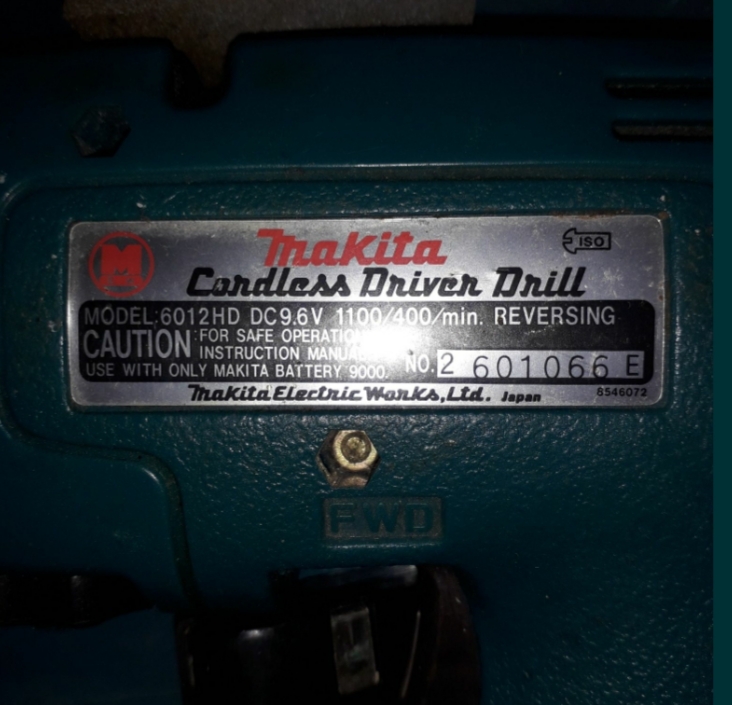 M
Makita
ISO
Cordless Driver Drill
MODEL:6012HD DC9.6V 1100/400/min. REVERSING
CAUTION :FOR SAFE OPERATION
INSTRUCTION MANUAL
USE WITH ONLY MAKITA BATTERY 9000. NO. 2 601066 E
Makita Electric Works, Ltd. Japan 8546072
FWD